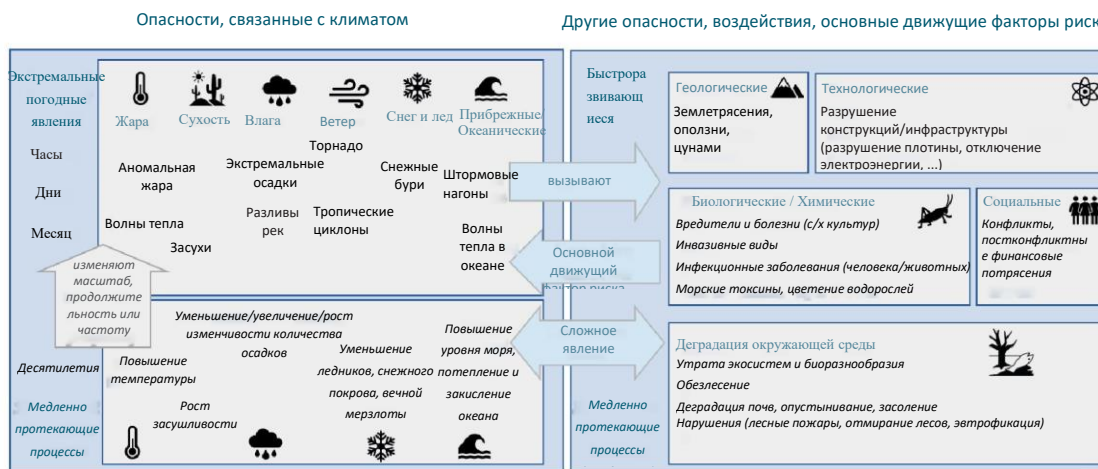 Опасности, связанные с климатом
Другие опасности, воздействия, основные движущие факторы риск
Экстремальные
погодные
явления
Часы
Дни
Месяц
Жара
Сухость
Влага
Ветер
Снег и лед
Прибрежные/
Океанические
Торнадо
Аномальная
жара
Экстремальные
осадки
Снежные
бури
Штормовые
нагоны
Волны тепла
Засухи
Разливы
рек
Тропические
циклоны
Волны
тепла в
океане
изменяют
масштаб,
продолжите
льность или
частоту
Уменьшение/увеличение/рост
изменчивости количества
осадков
Повышение
температуры
Рост
засушливости
Уменьшение
ледников, снежного
покрова, вечной
мерзлоты
Повышение
уровня моря,
потепление и
закисление
океана
Десятилетия
Медленно
протекающие
процессы
вызывают
Основной
движущий
фактор риска
Сложное
явление
Быстрора
звивающ
иеся
Геологические
Землетрясения,
оползни,
цунами
Технологические
Разрушение
конструкций/инфраструктуры
(разрушение плотины, отключение
электроэнергии, ...)
Биологические / Химические
Вредители и болезни (с/х культур)
Инвазивные виды
Инфекционные заболевания (человека/животных)
Морские токсины, цветение водорослей
Социальные
Конфликты,
постконфликтны
е финансовые
потрясения
Деградация окружающей среды
Утрата экосистем и биоразнообразия
Обезлесение
Деградация почв, опустынивание, засоление
Нарушения (лесные пожары, отмирание лесов, эвтрофикация)
Медленно
протекающие
процессы